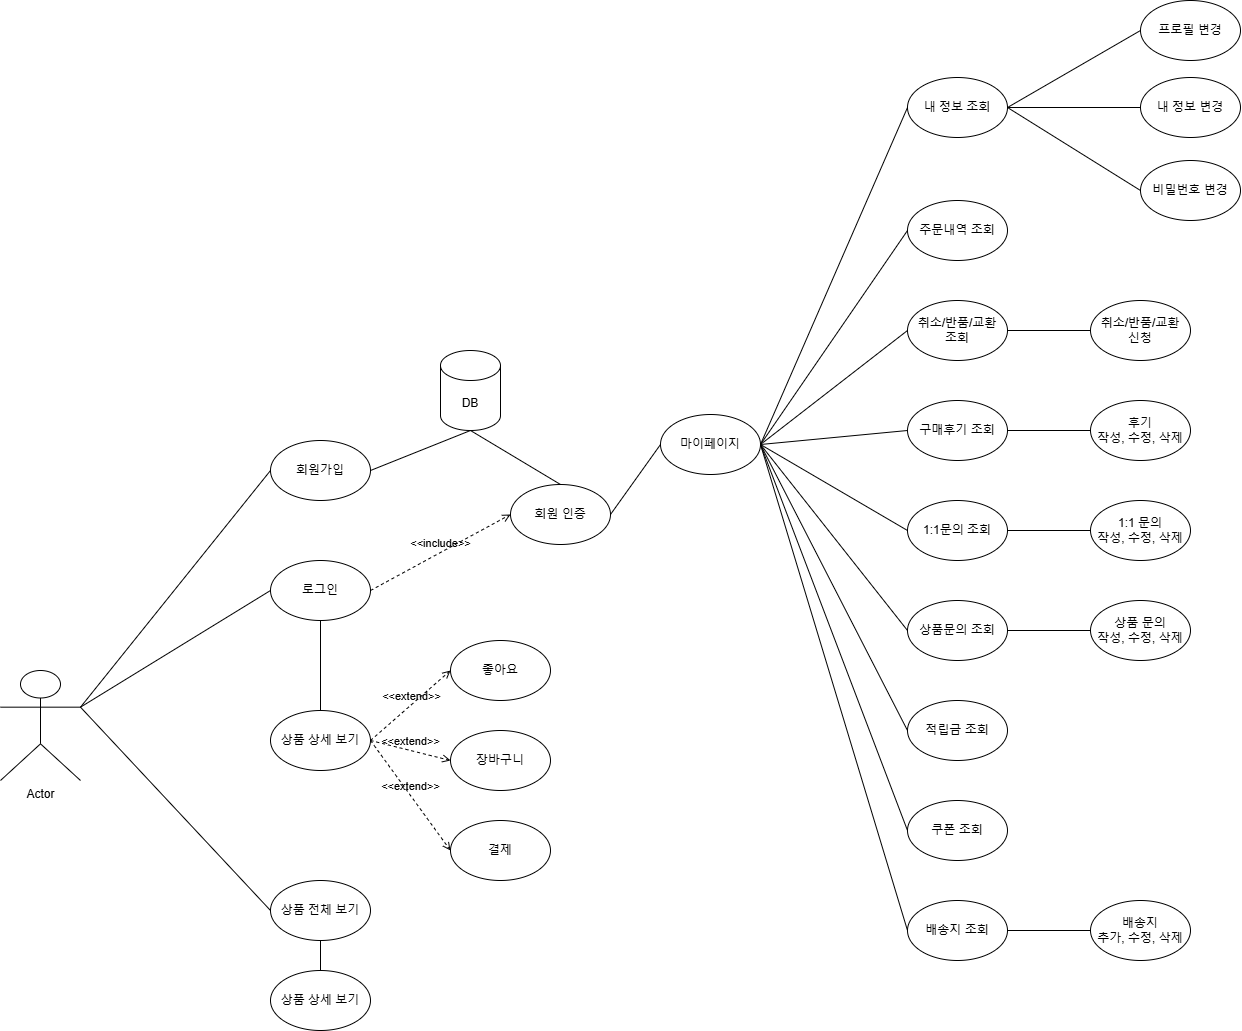 프로필 변경
내 정보 조회
내 정보 변경
비밀번호 변경
주문내역 조회
취소/반품/교환
조회
취소/반품/교환
신청
DB
마이페이지
구매후기 조회
후기
작성, 수정, 삭제
회원가입
회원 인증
<<include>>
1:1문의 조회
1:1 문의
작성, 수정, 삭제
로그인
상품문의 조회
상품 문의
작성, 수정, 삭제
좋아요
<<extend>>
상품 상세 보기
<<extend>>
장바구니
<<extend>>
결제
적립금 조회
Actor
쿠폰 조회
상품 전체 보기
배송지 조회
배송지
추가, 수정, 삭제
상품 상세 보기